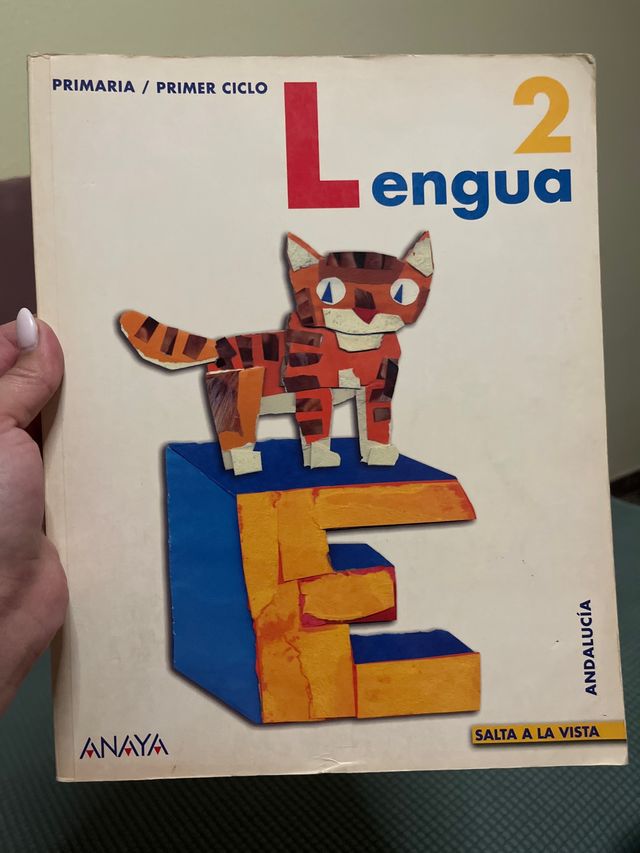 PRIMARIA / PRIMER CICLO
2
Lengua
E
ANDALUCÍA
SALTA A LA VISTA
ANAYA